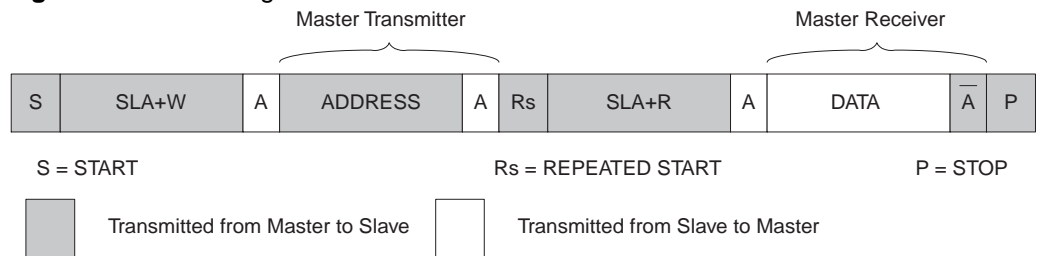 Master Transmitter Master Receiver
S SLA+W A ADDRESS A Rs SLA+R A DATA A̅ P
S = START Rs = REPEATED START P = STOP
Transmitted from Master to Slave Transmitted from Slave to Master